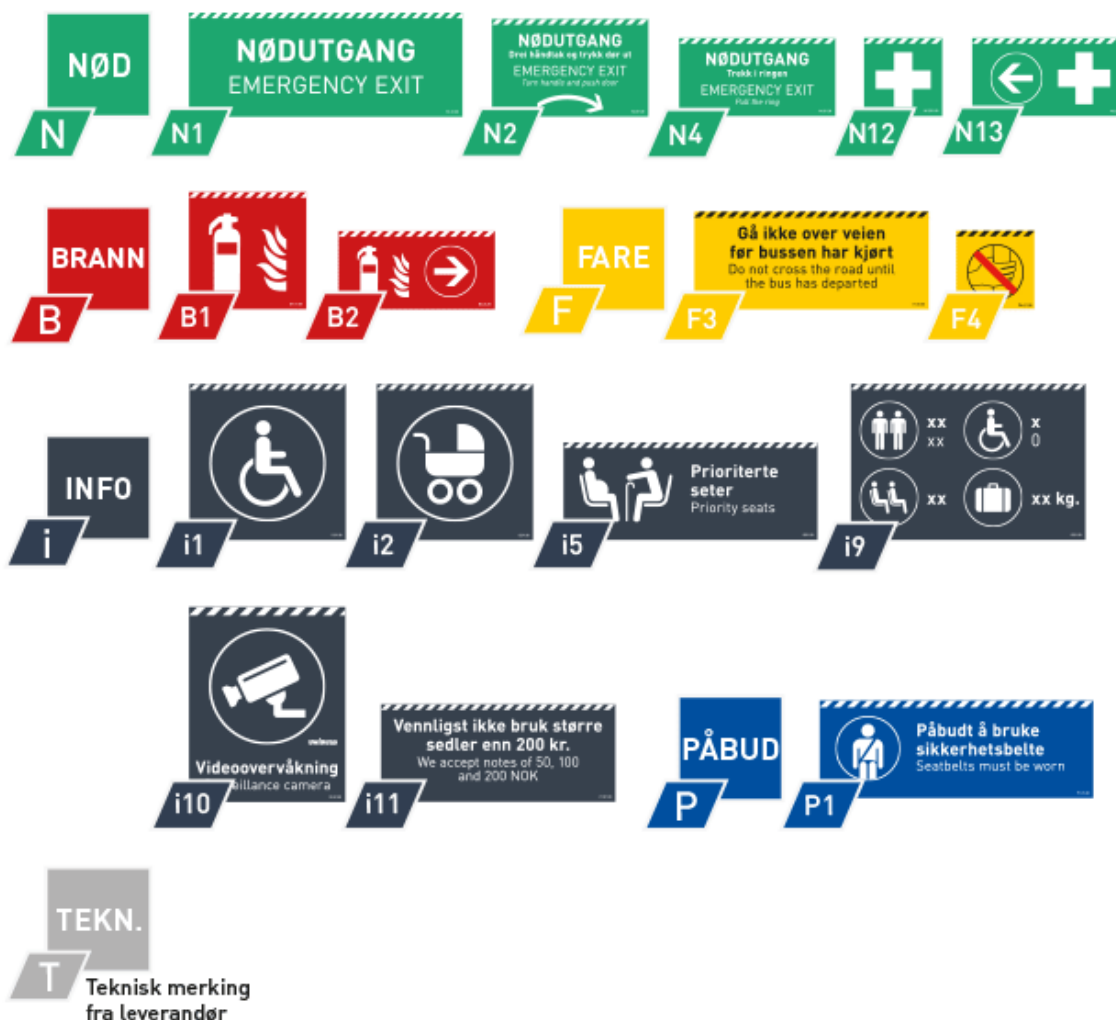 NØD
N
NØDUTGANG
EMERGENCY EXIT
N1
NØDUTGANG
Drei håndtak og trykk dør ut
EMERGENCY EXIT
Turn handle and push door
N2
NØDUTGANG
Trekk i ringen
EMERGENCY EXIT
Pull the ring
N4
N12
N13
BRANN
B
B1
B2
FARE
F
Gå ikke over veien
før bussen har kjørt
Do not cross the road until
the bus has departed
F3
F4
INFO
i
i1
i2
Prioriterte
seter
Priority seats
i5
xx
xx
x
0
xx
xx kg.
i9
Videoovervåkning
eillance camera
i10
Vennligst ikke bruk større
sedler enn 200 kr.
We accept notes of 50, 100
and 200 NOK
i11
PÅBUD
P
Påbudt å bruke
sikkerhetsbelte
Seatbelts must be worn
P1
TEKN.
T
Teknisk merking
fra leverandør